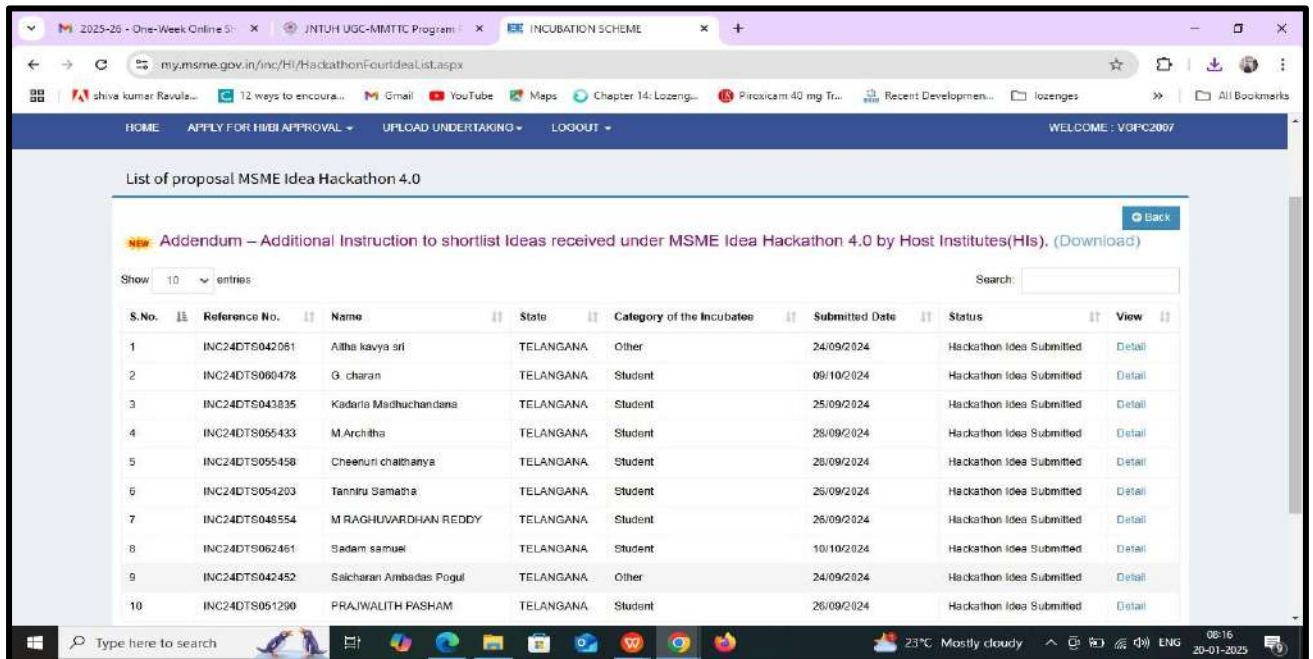 2025-26 - One-Week Online S
JNTUH UGC-MMTTC Program
INCUBATION SCHEME
my.msme.gov.in/inc/HI/HackathonFourIdeaList.aspx
shiva kumar Ravula... 12 ways to encoura... Gmail YouTube Maps Chapter 14: Lozeng... Piroxicam 40 mg Tr... Recent Developmen... lozenges » All Bookmarks
HOME APPLY FOR HI/BI APPROVAL UPLOAD UNDERTAKING LOGOUT WELCOME : VGPC2007
List of proposal MSME Idea Hackathon 4.0
Back
NEW Addendum – Additional Instruction to shortlist Ideas received under MSME Idea Hackathon 4.0 by Host Institutes(HIs). (Download)
Show 10 entries Search:
S.No. Reference No. Name State Category of the Incubatee Submitted Date Status View
1 INC24DTS042061 Altha kavya sri TELANGANA Other 24/09/2024 Hackathon Idea Submitted Detail
2 INC24DTS060478 G. charan TELANGANA Student 09/10/2024 Hackathon Idea Submitted Detail
3 INC24DTS043835 Kadarla Madhuchandana TELANGANA Student 25/09/2024 Hackathon Idea Submitted Detail
4 INC24DTS055433 M.Architha TELANGANA Student 28/09/2024 Hackathon Idea Submitted Detail
5 INC24DTS055458 Cheenuri chaithanya TELANGANA Student 28/09/2024 Hackathon Idea Submitted Detail
6 INC24DTS054203 Tanniru Samatha TELANGANA Student 26/09/2024 Hackathon Idea Submitted Detail
7 INC24DTS048554 M RAGHUVARDHAN REDDY TELANGANA Student 26/09/2024 Hackathon Idea Submitted Detail
8 INC24DTS062461 Sadam samuel TELANGANA Student 10/10/2024 Hackathon Idea Submitted Detail
9 INC24DTS042452 Saicharan Ambadas Pogul TELANGANA Other 24/09/2024 Hackathon Idea Submitted Detail
10 INC24DTS051290 PRAJWALITH PASHAM TELANGANA Student 26/09/2024 Hackathon Idea Submitted Detail
Type here to search 23°C Mostly cloudy ENG 08:16
20-01-2025